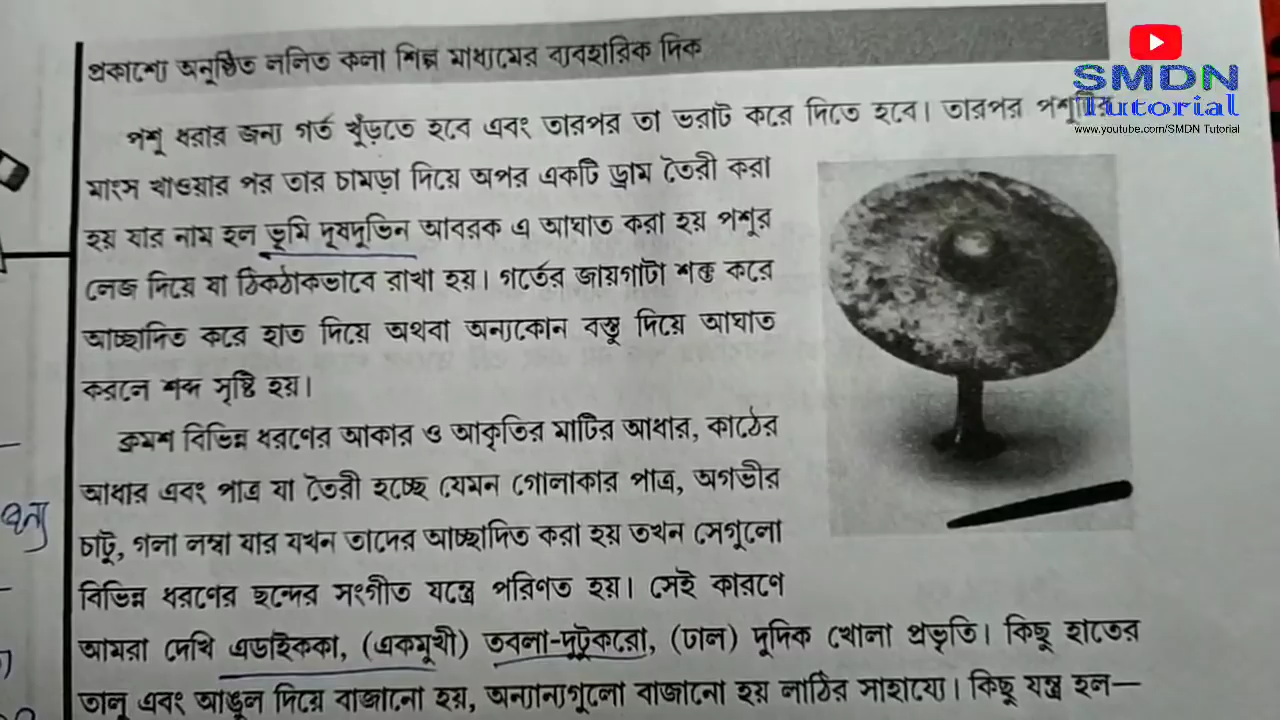 প্রকাশ্যে অনুষ্ঠিত ললিত কলা শিল্প মাধ্যমের ব্যবহারিক দিক
SMDN
Tutorial
www.youtube.com/SMDN Tutorial
পশু ধরার জন্য গর্ত খুঁড়তে হবে এবং তারপর তা ভরাট করে দিতে হবে। তারপর পশুটির
মাংস খাওয়ার পর তার চামড়া দিয়ে অপর একটি ড্রাম তৈরী করা
হয় যার নাম হল ভূমি দূষদূভিন আবরক এ আঘাত করা হয় পশুর
লেজ দিয়ে যা ঠিকঠাকভাবে রাখা হয়। গর্তের জায়গাটা শক্ত করে
আচ্ছাদিত করে হাত দিয়ে অথবা অন্যকোন বস্তু দিয়ে আঘাত
করলে শব্দ সৃষ্টি হয়।
ক্রমশ বিভিন্ন ধরণের আকার ও আকৃতির মাটির আধার, কাঠের
আধার এবং পাত্র যা তৈরী হচ্ছে যেমন গোলাকার পাত্র, অগভীর
চাটু, গলা লম্বা যার যখন তাদের আচ্ছাদিত করা হয় তখন সেগুলো
বিভিন্ন ধরণের ছন্দের সংগীত যন্ত্রে পরিণত হয়। সেই কারণে
আমরা দেখি এডাইককা, (একমূখী) তবলা-দুটুকরো, (ঢাল) দুদিক খোলা প্রভৃতি। কিছু হাতের
তালু এবং আঙুল দিয়ে বাজানো হয়, অন্যান্যগুলো বাজানো হয় লাঠির সাহায্যে। কিছু যন্ত্র হল—